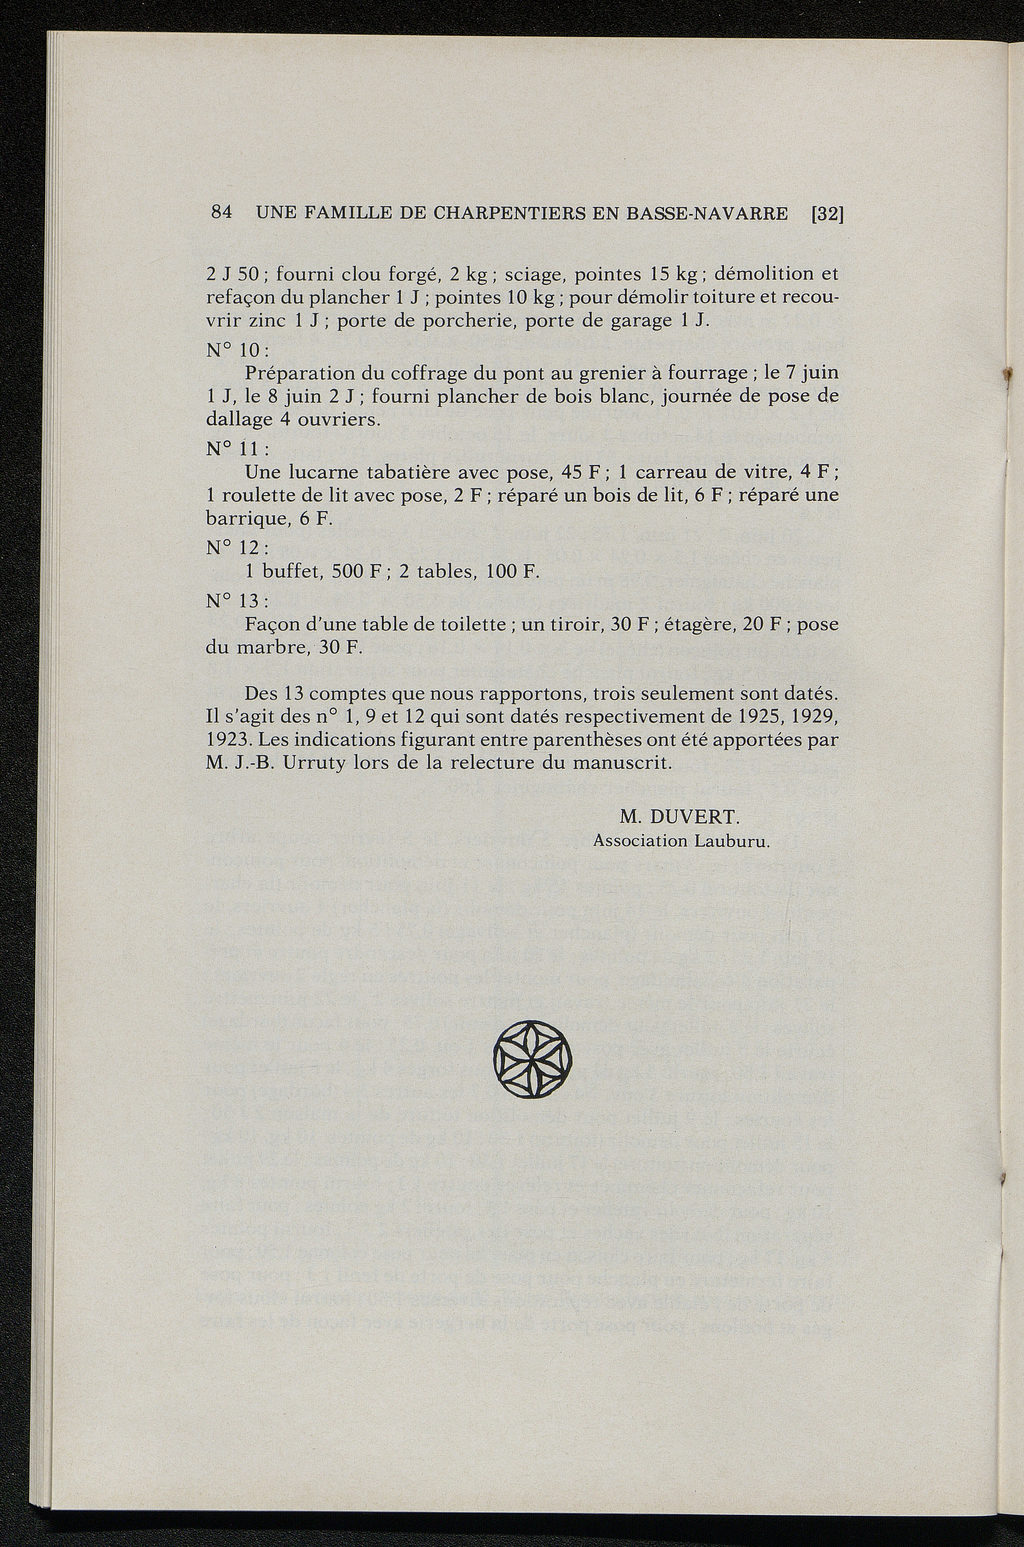 84 UNE FAMILLE DE CHARPENTIERS EN BASSE-NAVARRE [32]
2 J 50 ; fourni clou forgé, 2 kg ; sciage, pointes 15 kg ; démolition et
refaçon du plancher 1 J ; pointes 10 kg ; pour démolir toiture et recou-
vrir zinc 1 J ; porte de porcherie, porte de garage 1 J.
N° 10 :
Préparation du coffrage du pont au grenier à fourrage ; le 7 juin
1 J, le 8 juin 2 J ; fourni plancher de bois blanc, journée de pose de
dallage 4 ouvriers.
N° 11 :
Une lucarne tabatière avec pose, 45 F ; 1 carreau de vitre, 4 F ;
1 roulette de lit avec pose, 2 F ; réparé un bois de lit, 6 F ; réparé une
barrique, 6 F.
N° 12 :
1 buffet, 500 F ; 2 tables, 100 F.
N° 13 :
Façon d'une table de toilette ; un tiroir, 30 F ; étagère, 20 F ; pose
du marbre, 30 F.
Des 13 comptes que nous rapportons, trois seulement sont datés.
Il s'agit des n° 1, 9 et 12 qui sont datés respectivement de 1925, 1929,
1923. Les indications figurant entre parenthèses ont été apportées par
M. J.-B. Urruty lors de la relecture du manuscrit.
M. DUVERT.
Association Lauburu.